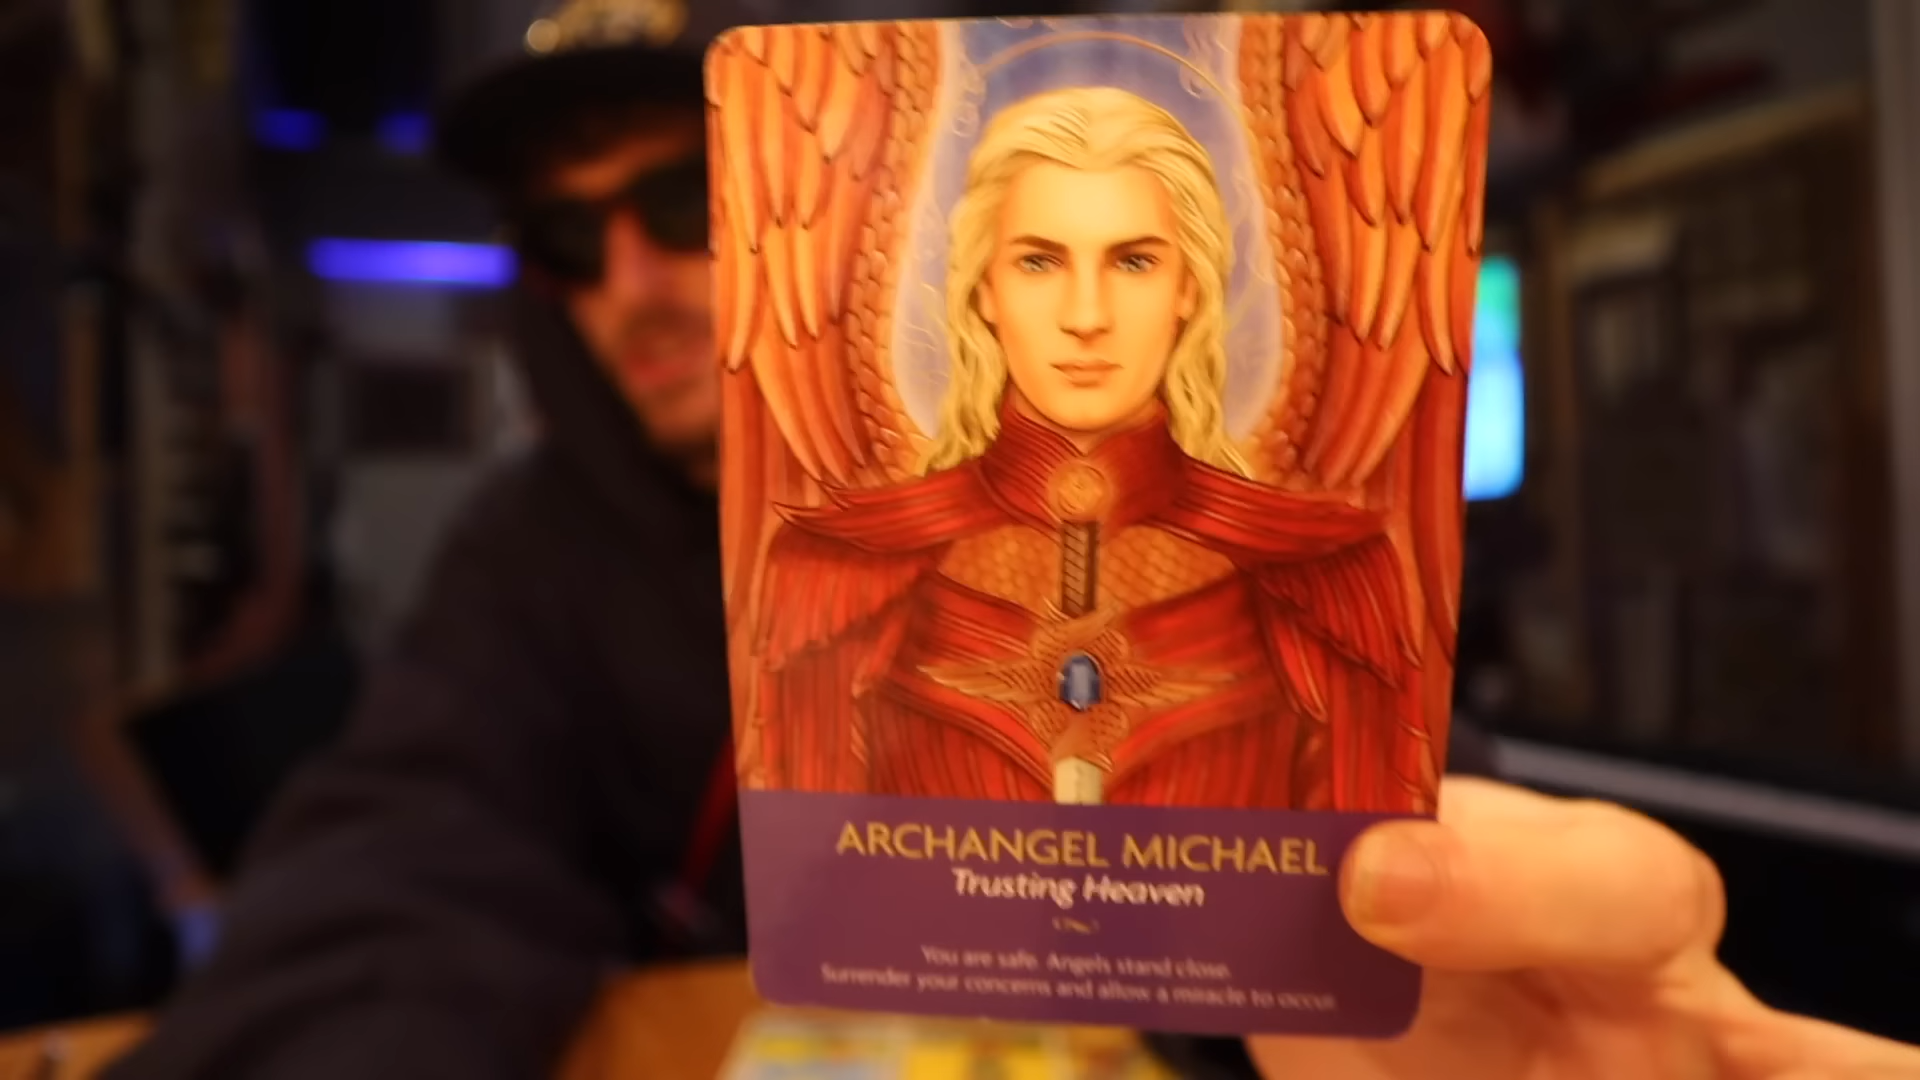 ARCHANGEL MICHAEL
Trusting Heaven
You are safe. Angels stand close.
Surrender your concerns and allow a miracle to occur.